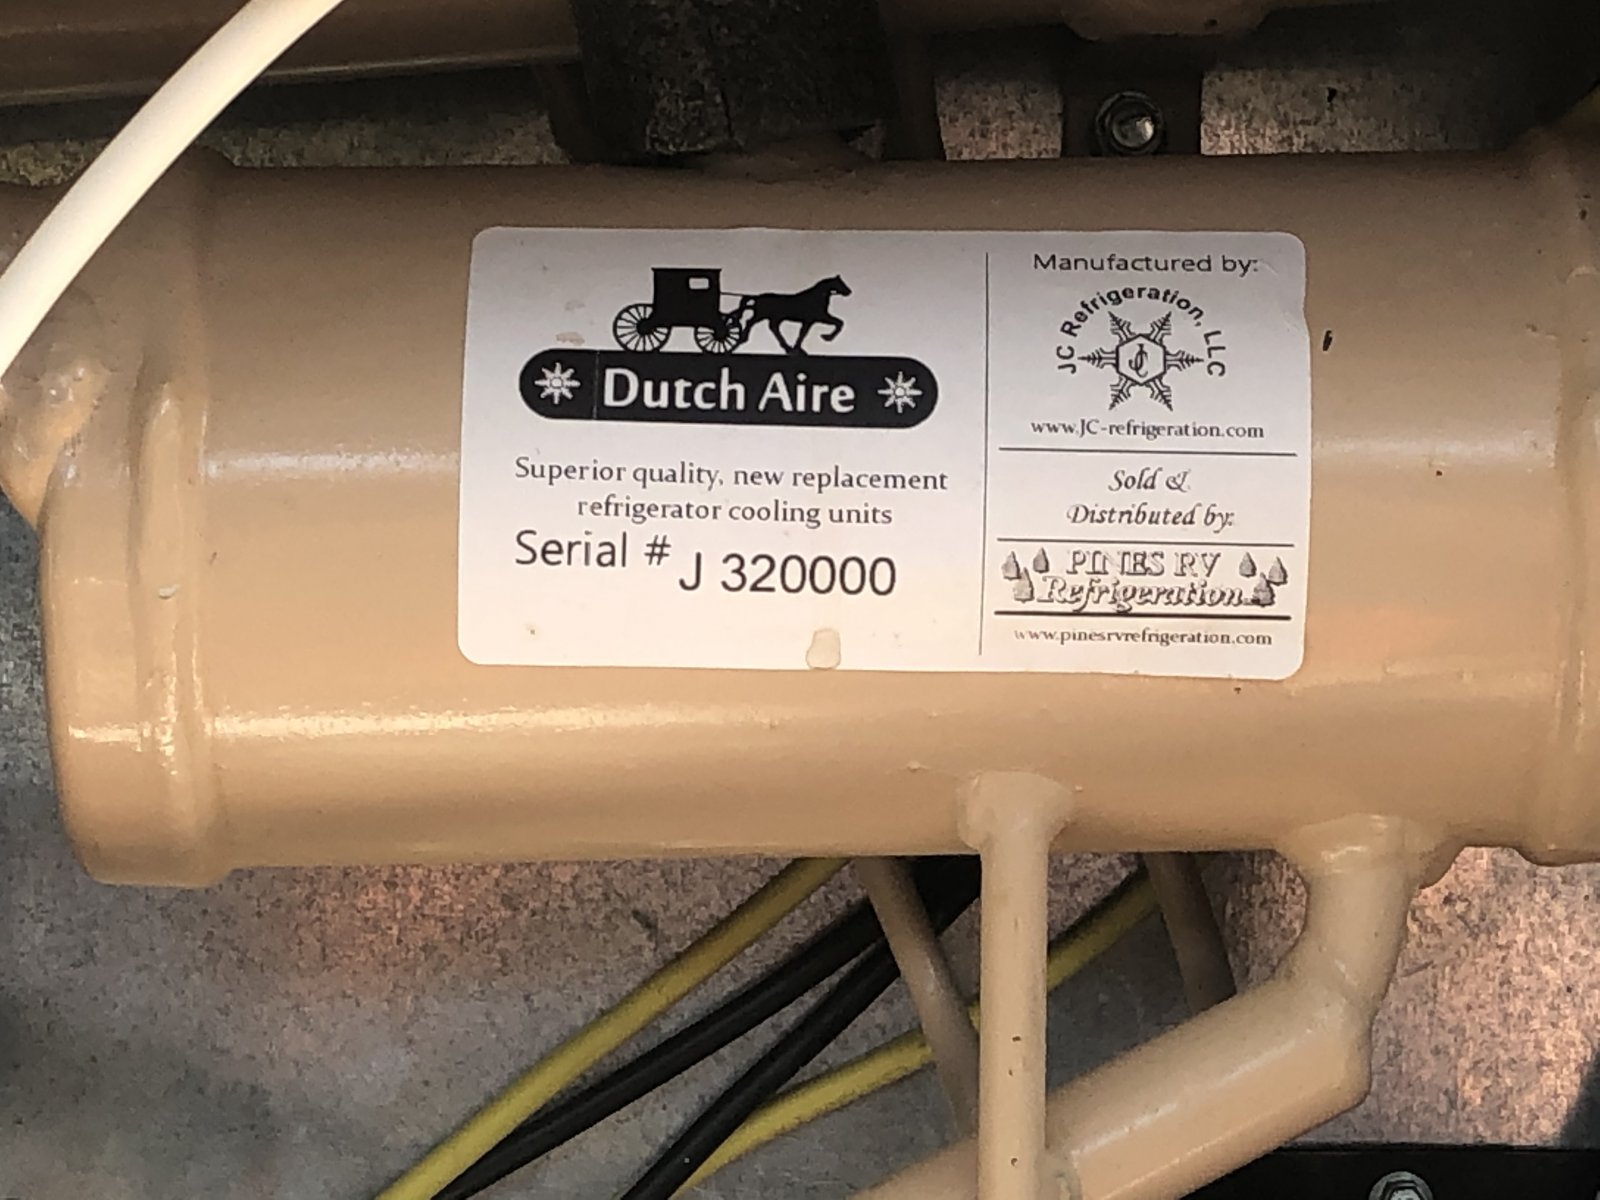 Dutch Aire
Superior quality, new replacement
refrigerator cooling units
Serial # J 320000
Manufactured by:
JC Refrigeration, LLC
JC
www.JC-refrigeration.com
Sold &
Distributed by:
PINES RV
Refrigeration
www.pinesrvrefrigeration.com